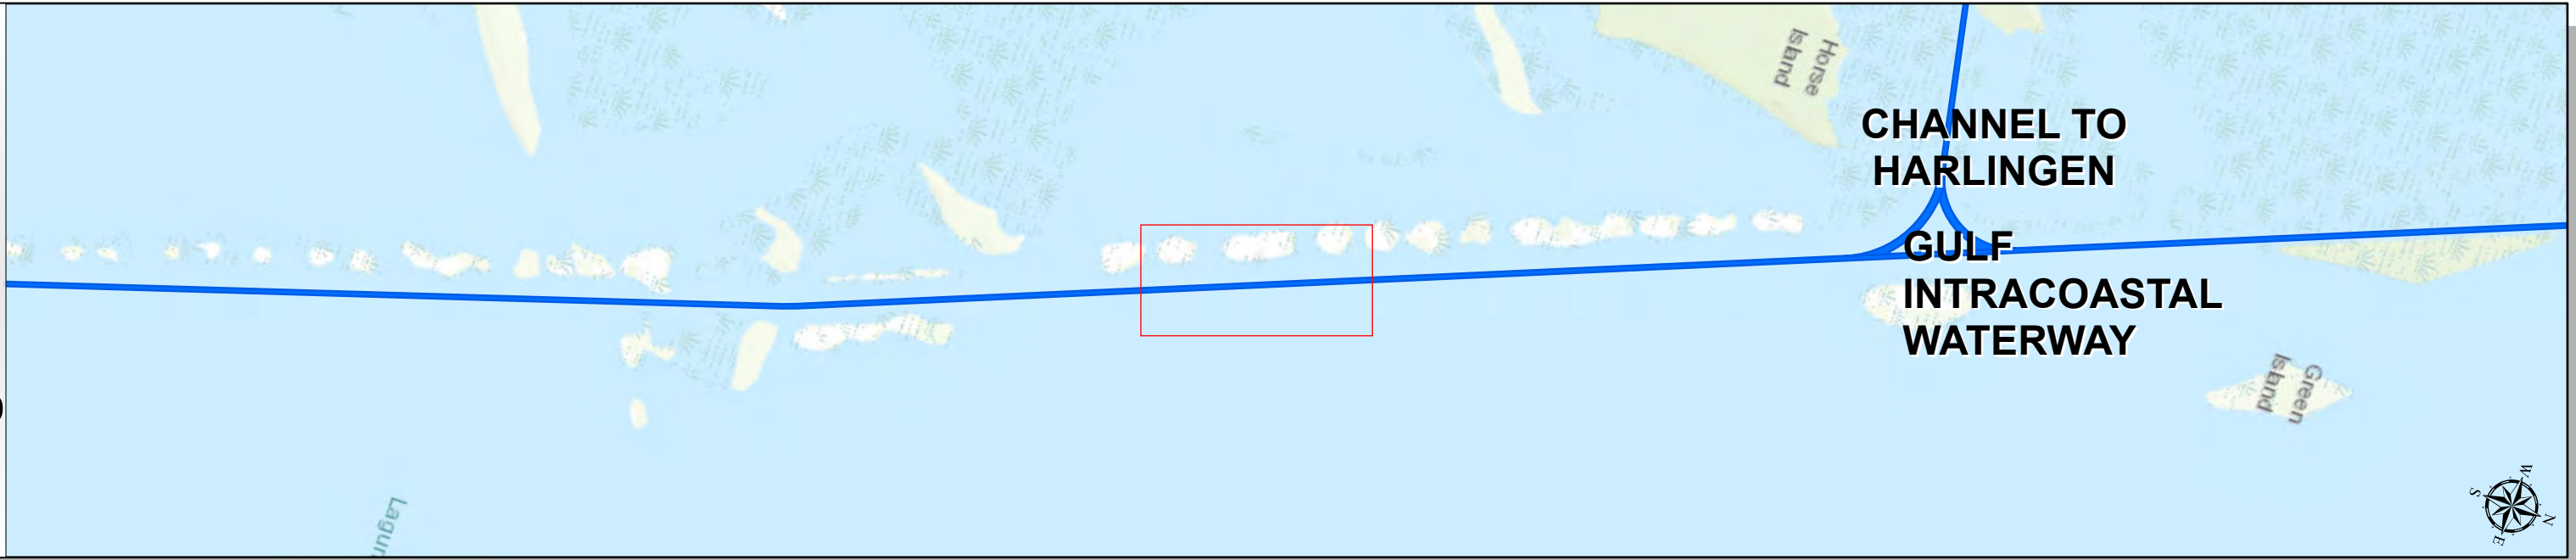 Horse
Island
CHANNEL TO
HARLINGEN
GULF
INTRACOASTAL
WATERWAY
Green
Island
Lagun
W
S
N
E